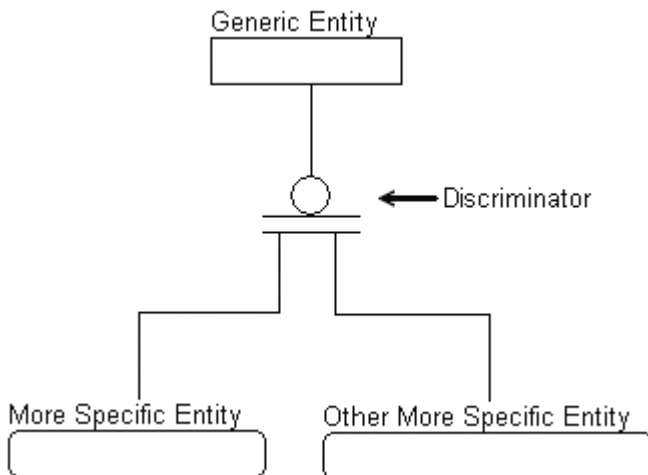 Generic Entity
Discriminator
More Specific Entity
Other More Specific Entity